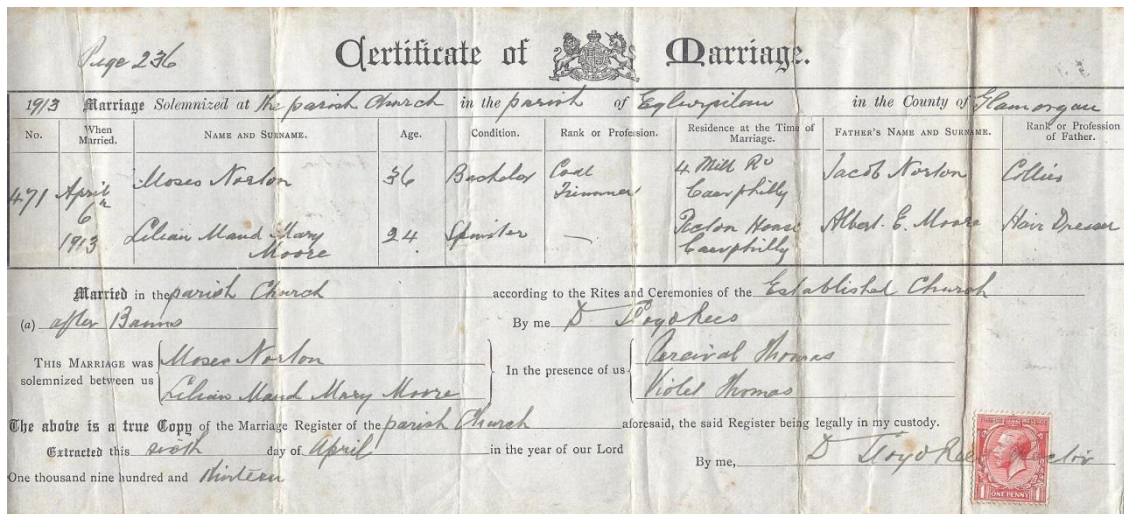 Page 236
Certificate of Marriage.
1913 Marriage Solemnized at the parish Church in the parish of Eglwysilan in the County of Glamorgan
No. When Married. NAME AND SURNAME. Age. Condition. Rank or Profession. Residence at the Time of Marriage. FATHER'S NAME AND SURNAME. Rank or Profession of Father.
471 April 6th 1913
Moses Norton 36 Bachelor Coal Trimmer 4 Mill Rd Caerphilly Jacob Norton Collier
Lilian Maud Mary Moore 24 Spinster — House Caerphilly Albert. E. Moore Hair Dresser
Married in the parish Church according to the Rites and Ceremonies of the Established Church
(a) after Banns By me D Lloyd Rees
THIS MARRIAGE was solemnized between us Moses Norton In the presence of us Percival Thomas
Lilian Maud Mary Moore Violet Thomas
The above is a true Copy of the Marriage Register of the parish Church aforesaid, the said Register being legally in my custody.
Extracted this sixth day of April in the year of our Lord
By me, D Lloyd Rees Rector
One thousand nine hundred and thirteen
ONE PENNY